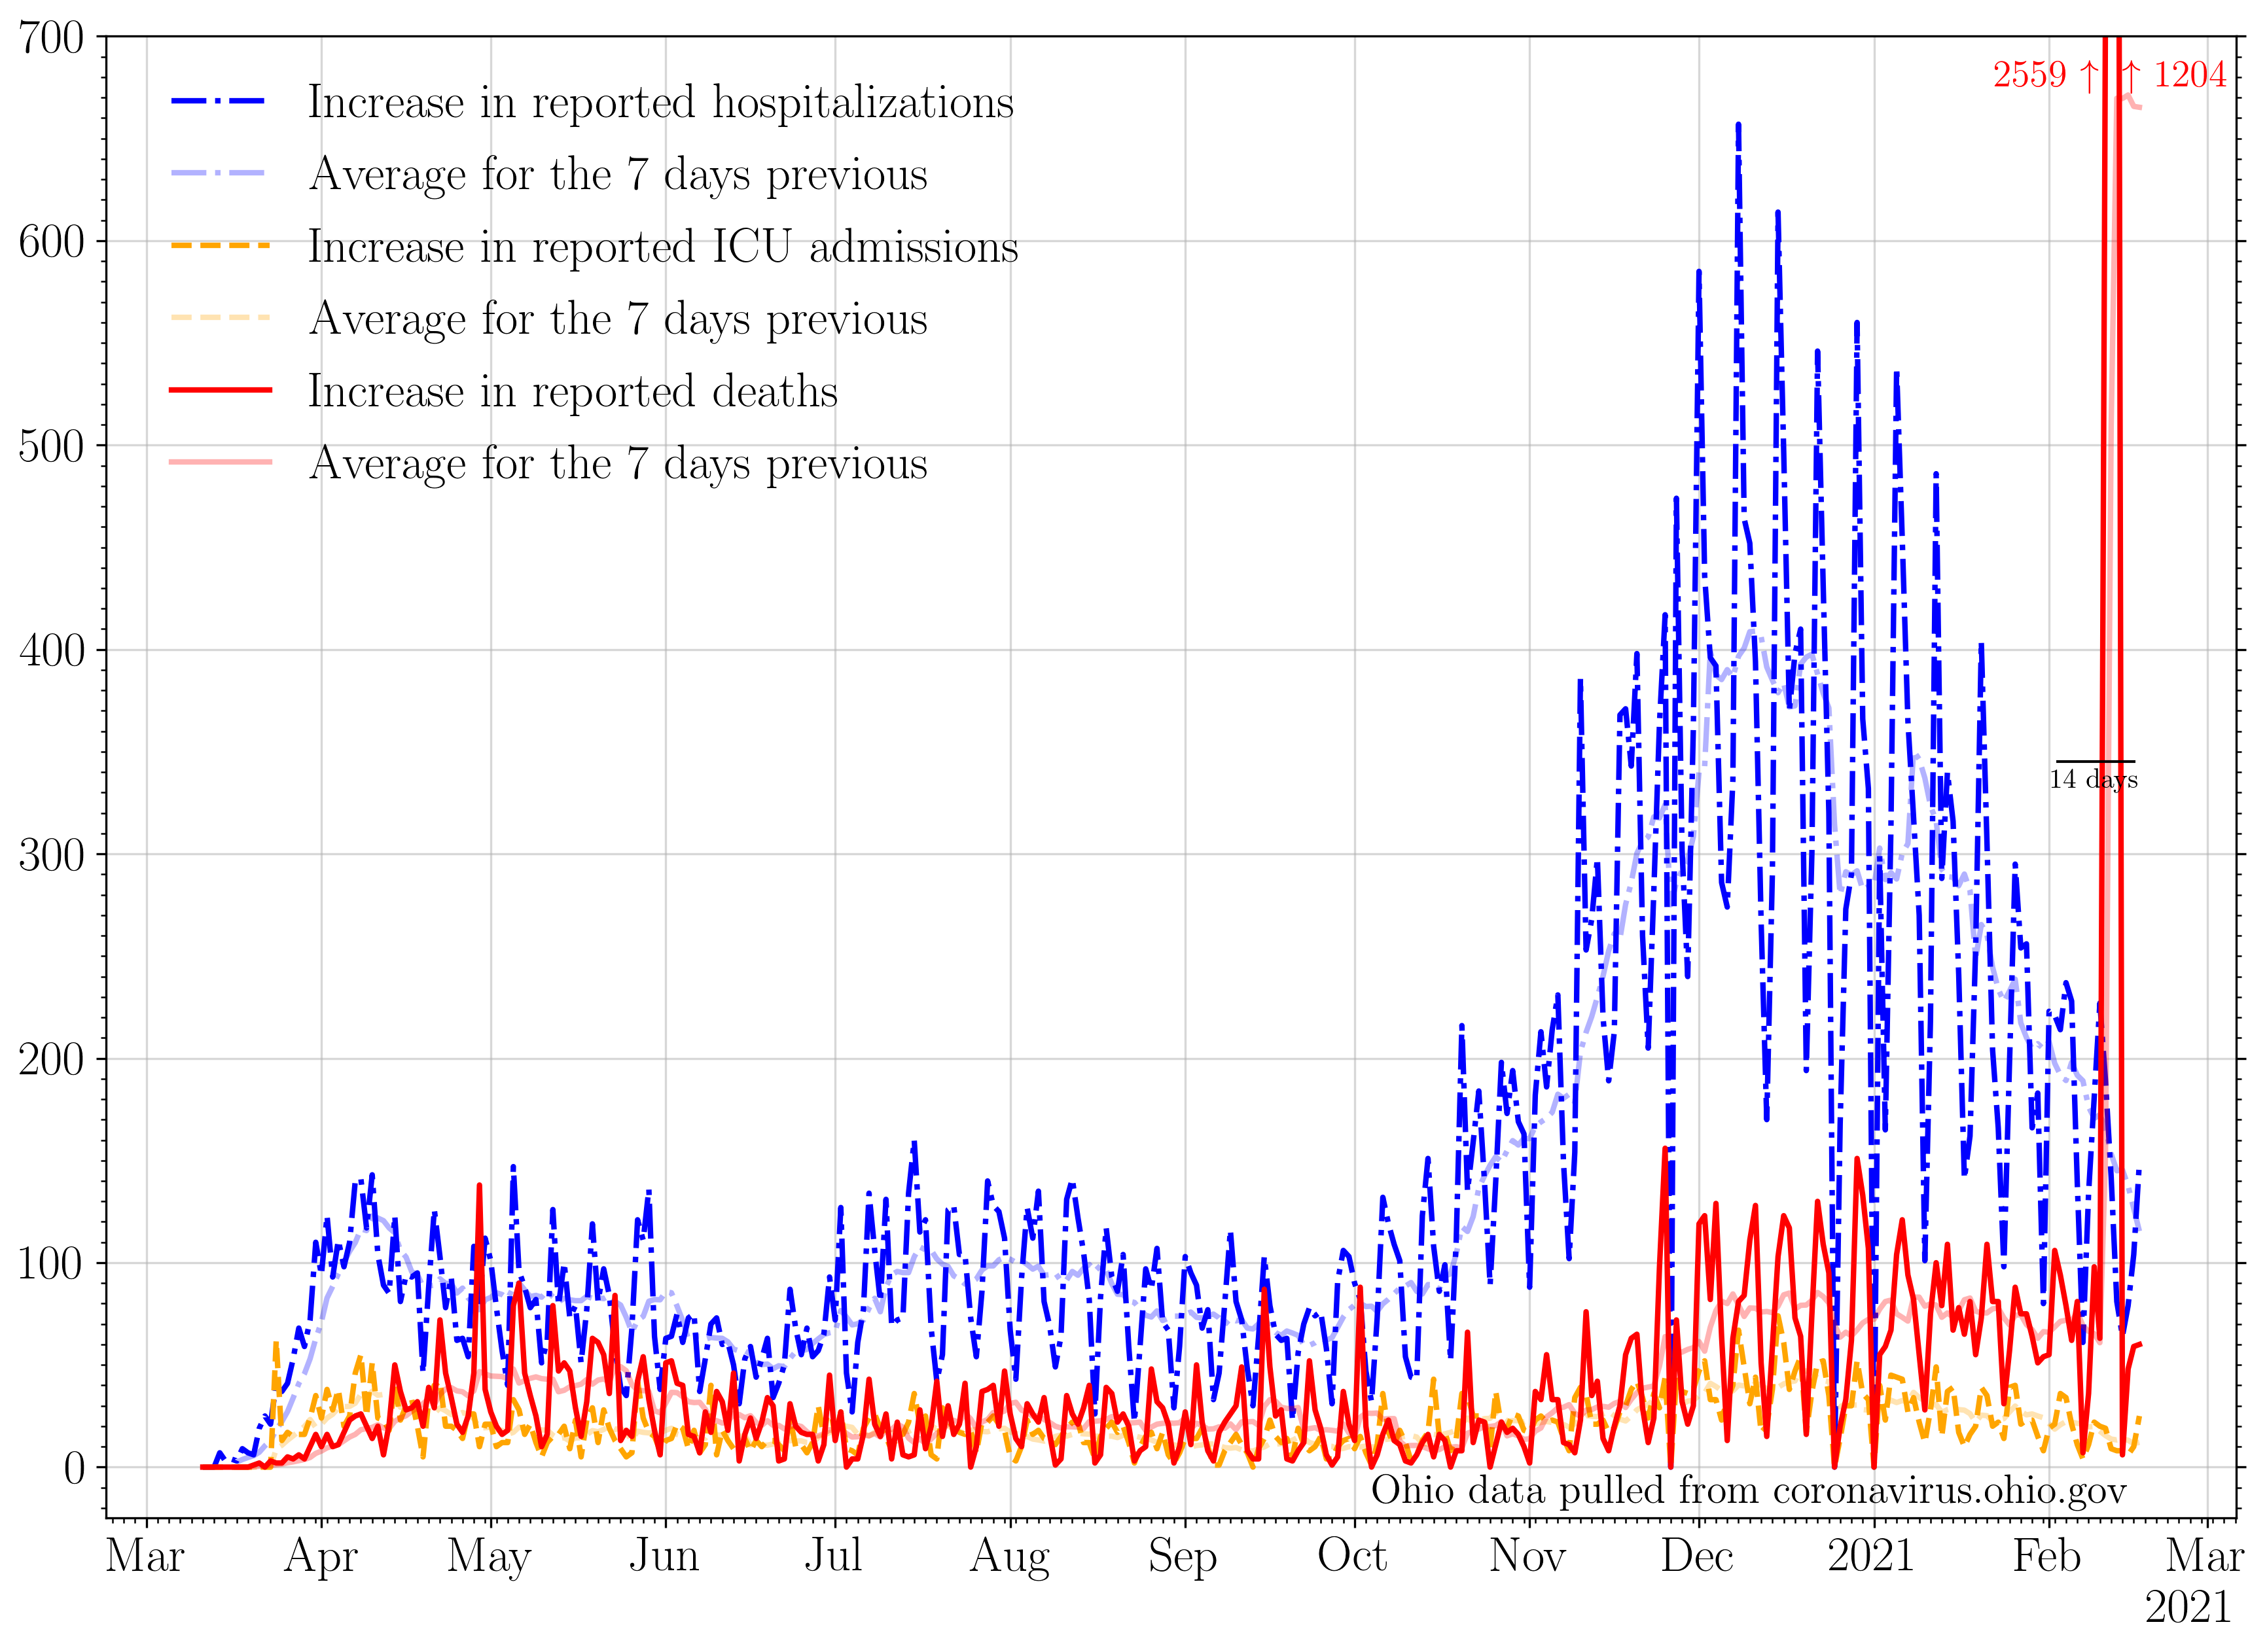 700
600
500
400
300
200
100
0
Increase in reported hospitalizations
Average for the 7 days previous
Increase in reported ICU admissions
Average for the 7 days previous
Increase in reported deaths
Average for the 7 days previous
2559 ↑ ↑ 1204
14 days
Ohio data pulled from coronavirus.ohio.gov
Mar Apr May Jun Jul Aug Sep Oct Nov Dec 2021 Feb Mar
2021